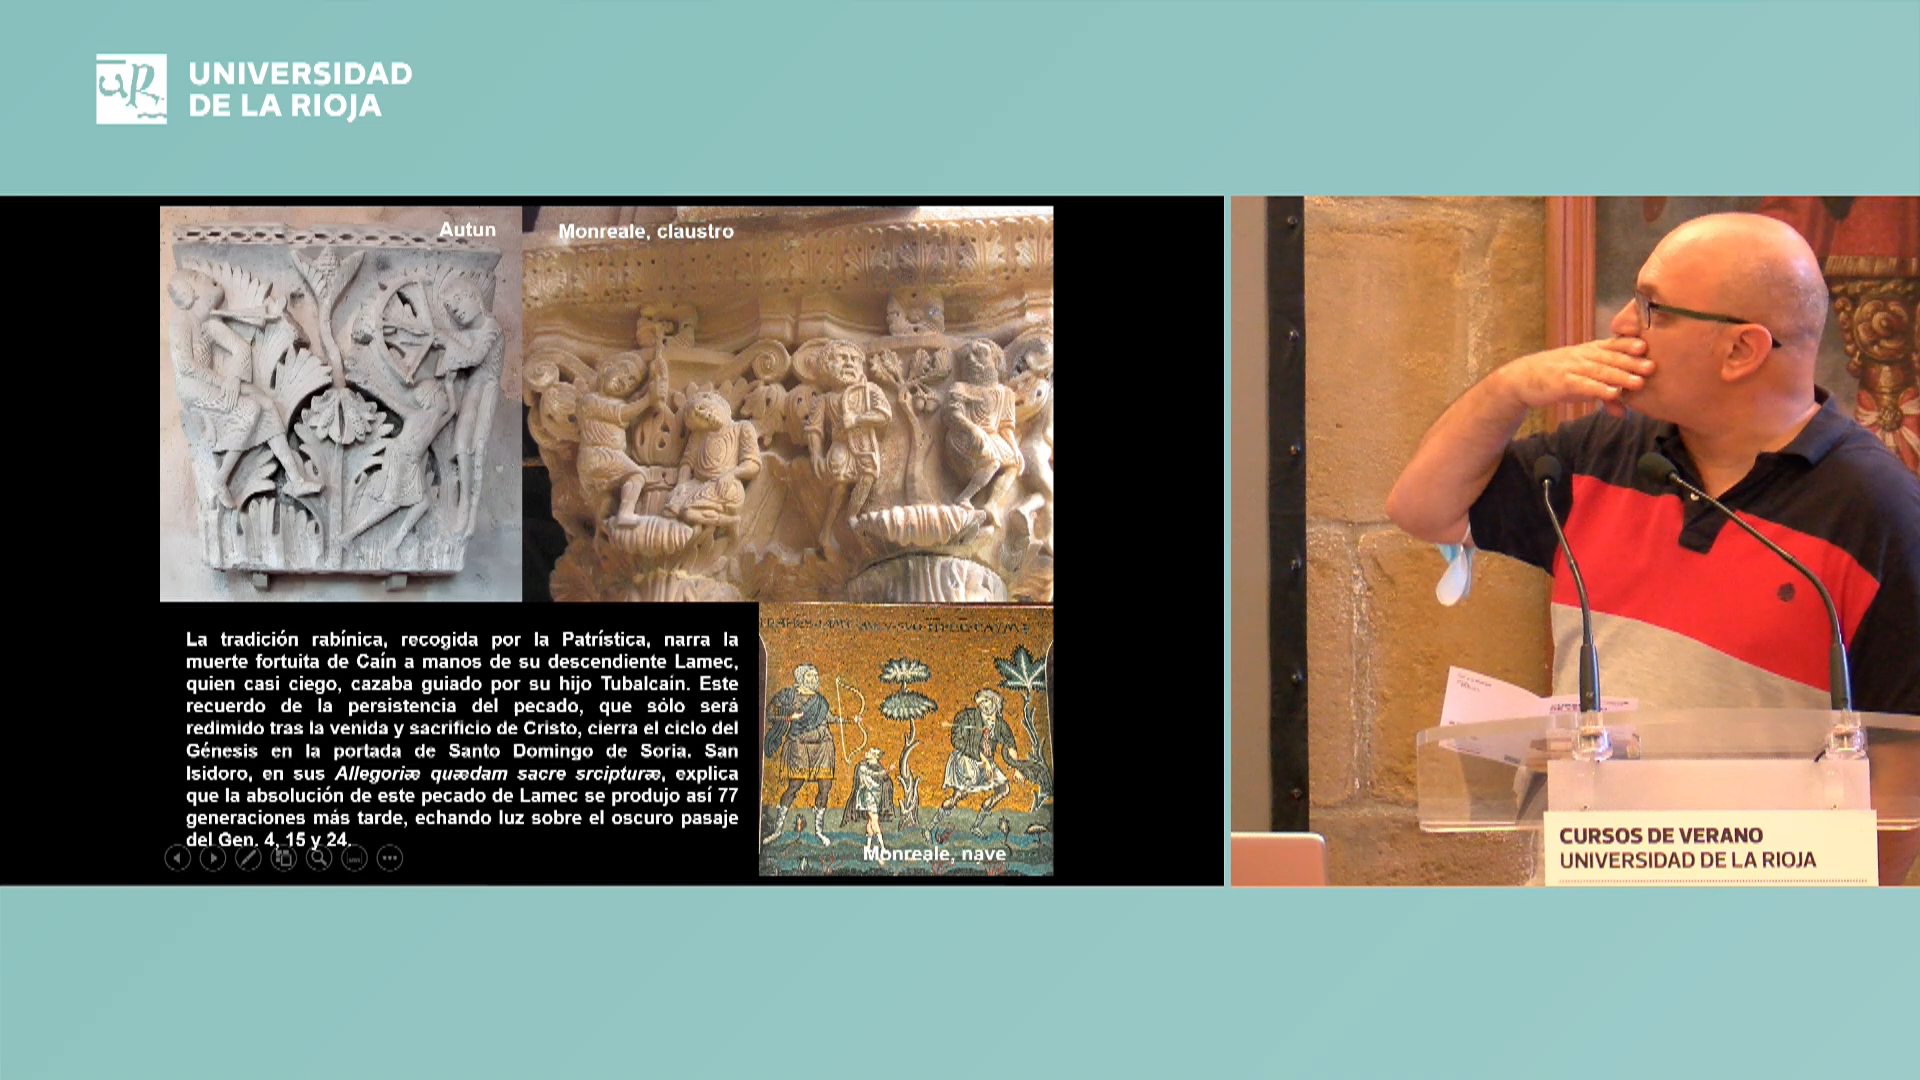 UNIVERSIDAD
DE LA RIOJA
Autun
Monreale, claustro
La tradición rabínica, recogida por la Patrística, narra la
muerte fortuita de Caín a manos de su descendiente Lamec,
quien casi ciego, cazaba guiado por su hijo Tubalcaín. Este
recuerdo de la persistencia del pecado, que sólo será
redimido tras la venida y sacrificio de Cristo, cierra el ciclo del
Génesis en la portada de Santo Domingo de Soria. San
Isidoro, en sus Allegoriæ quædam sacre srcipturæ, explica
que la absolución de este pecado de Lamec se produjo así 77
generaciones más tarde, echando luz sobre el oscuro pasaje
del Gen. 4, 15 y 24.
Monreale, nave
CURSOS DE VERANO
UNIVERSIDAD DE LA RIOJA